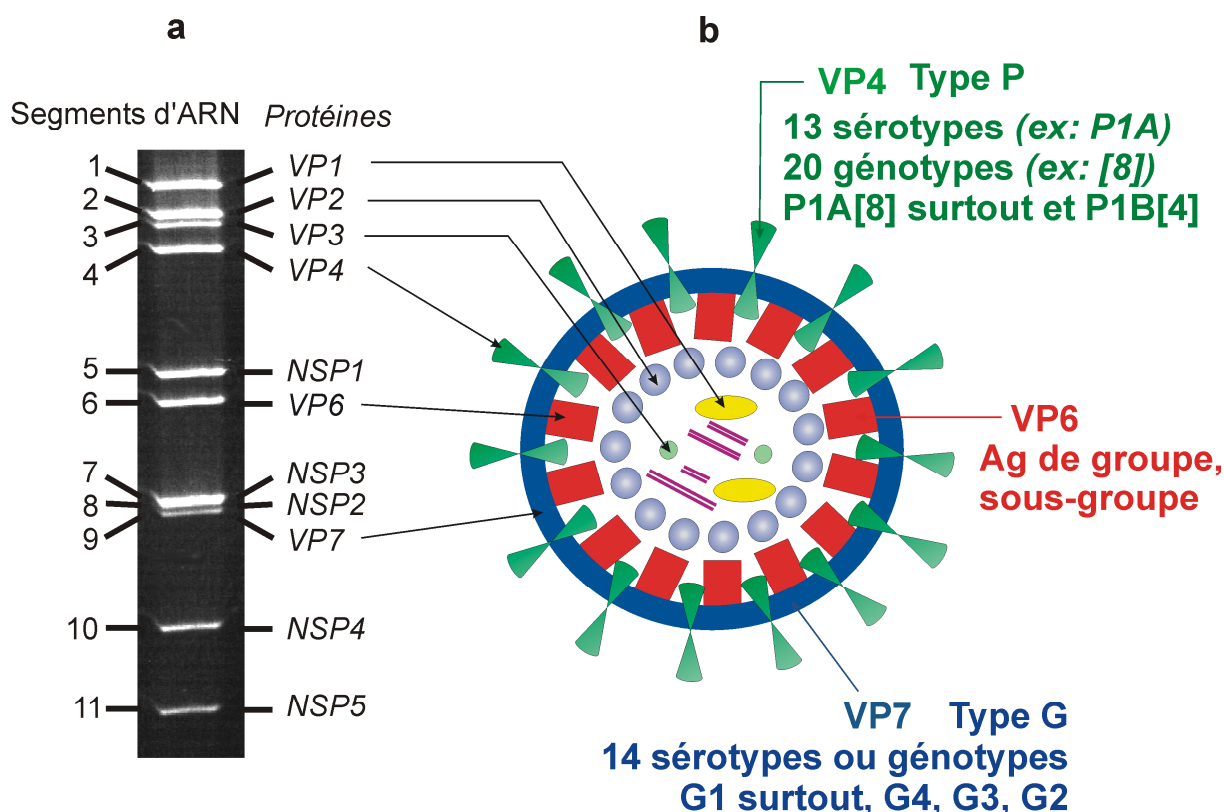 a
b
Segments d'ARN
Protéines
1
2
3
4
5
6
7
8
9
10
11
VP1
VP2
VP3
VP4
NSP1
VP6
NSP3
NSP2
VP7
NSP4
NSP5
VP4 Type P
13 sérotypes (ex: P1A)
20 génotypes (ex: [8])
P1A[8] surtout et P1B[4]
VP6
Ag de groupe,
sous-groupe
VP7 Type G
14 sérotypes ou génotypes
G1 surtout, G4, G3, G2